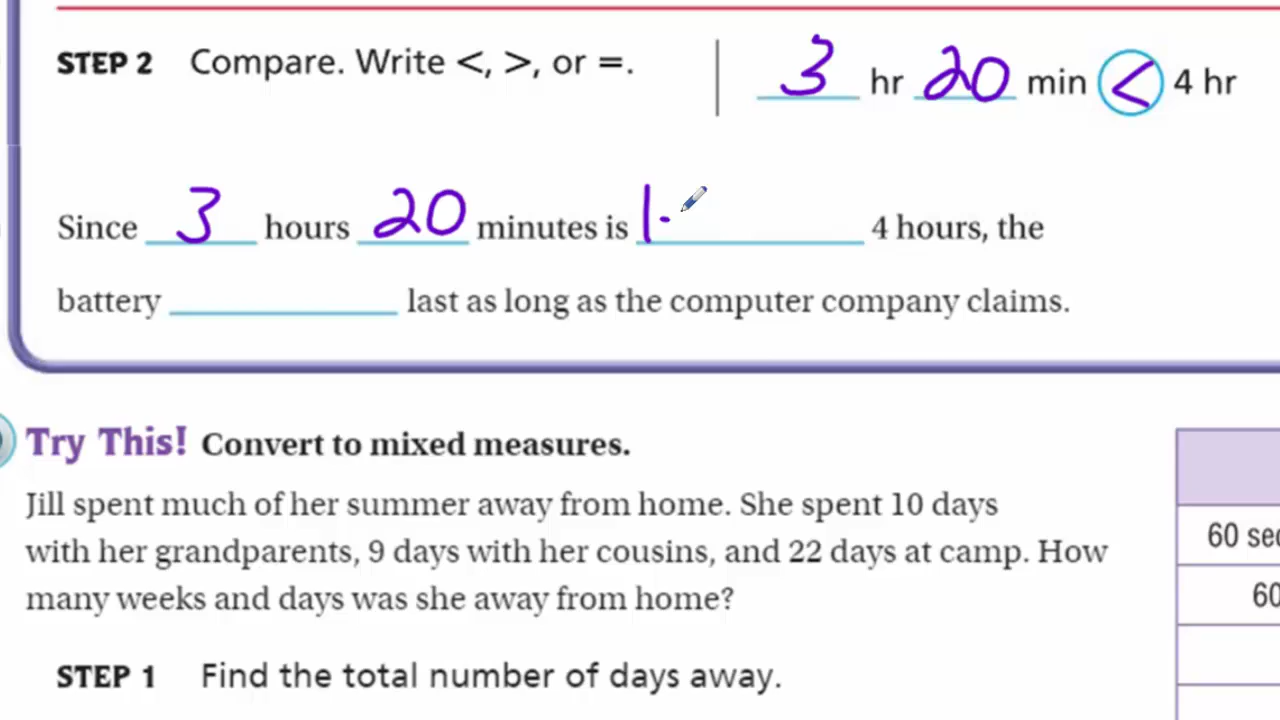 STEP 2 Compare. Write <, >, or =. 3 hr 20 min < 4 hr
Since 3 hours 20 minutes is l 4 hours, the
battery ____ last as long as the computer company claims.
Try This! Convert to mixed measures.
Jill spent much of her summer away from home. She spent 10 days
with her grandparents, 9 days with her cousins, and 22 days at camp. How
many weeks and days was she away from home?
60 sec
60
STEP 1 Find the total number of days away.